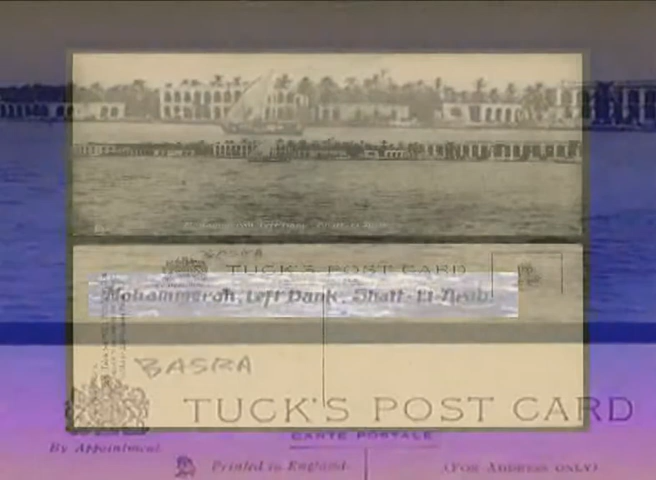 BASRA
TUCK'S POST CARD
Mohammerah, Left Bank, Shatt-El-Arab.
BASRA
TUCK'S POST CARD
CARTE POSTALE
By Appointment.
Printed in England.
(FOR ADDRESS ONLY)